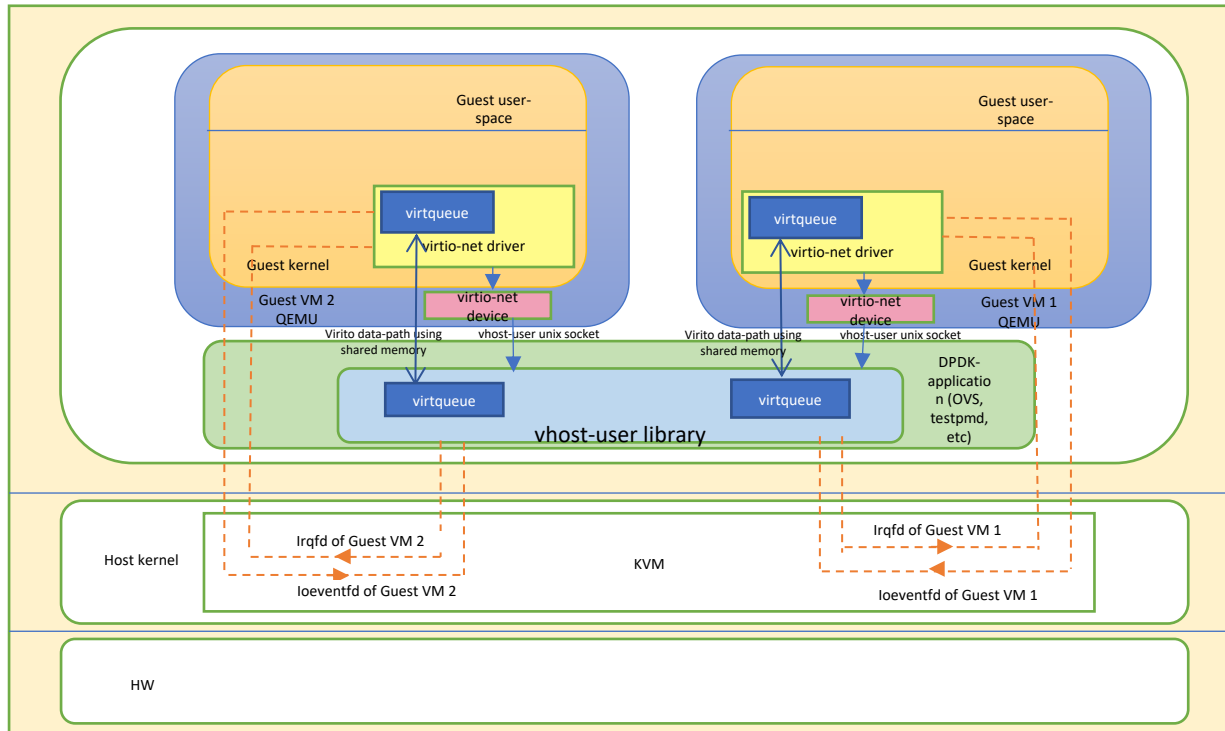 Guest user-
space
virtqueue
virtio-net driver
Guest kernel
Guest VM 2
QEMU
virtio-net
device
Virito data-path using
shared memory
vhost-user unix socket
Guest user-
space
virtqueue
virtio-net driver
Guest kernel
virtio-net
device
Guest VM 1
QEMU
Virito data-path using
shared memory
vhost-user unix socket
virtqueue
virtqueue
vhost-user library
DPDK-
applicatio
n (OVS,
testpmd,
etc)
Host kernel
Irqfd of Guest VM 2
Ioeventfd of Guest VM 2
KVM
Irqfd of Guest VM 1
Ioeventfd of Guest VM 1
HW